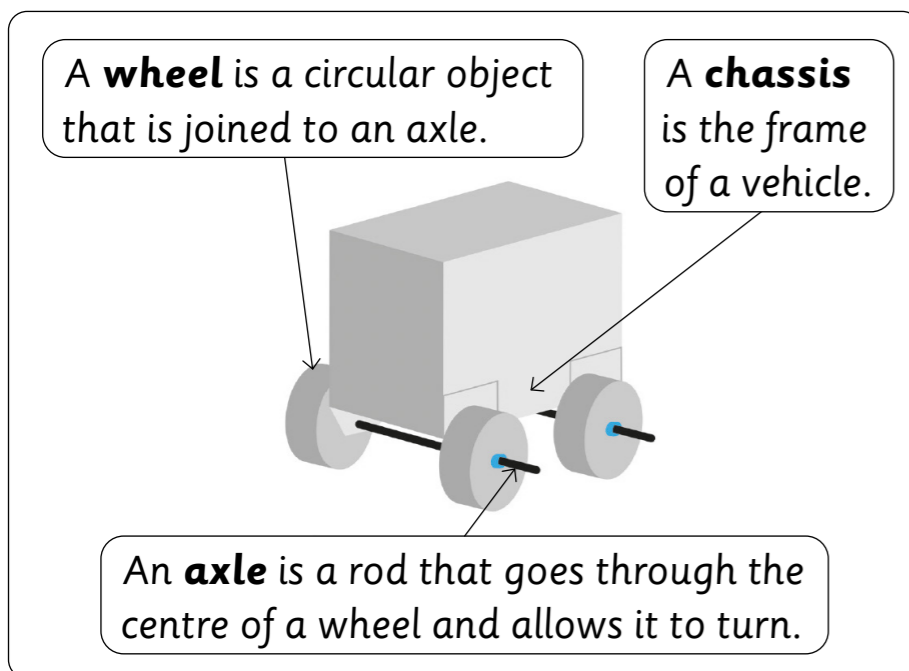 A wheel is a circular object
that is joined to an axle.
A chassis
is the frame
of a vehicle.
An axle is a rod that goes through the
centre of a wheel and allows it to turn.